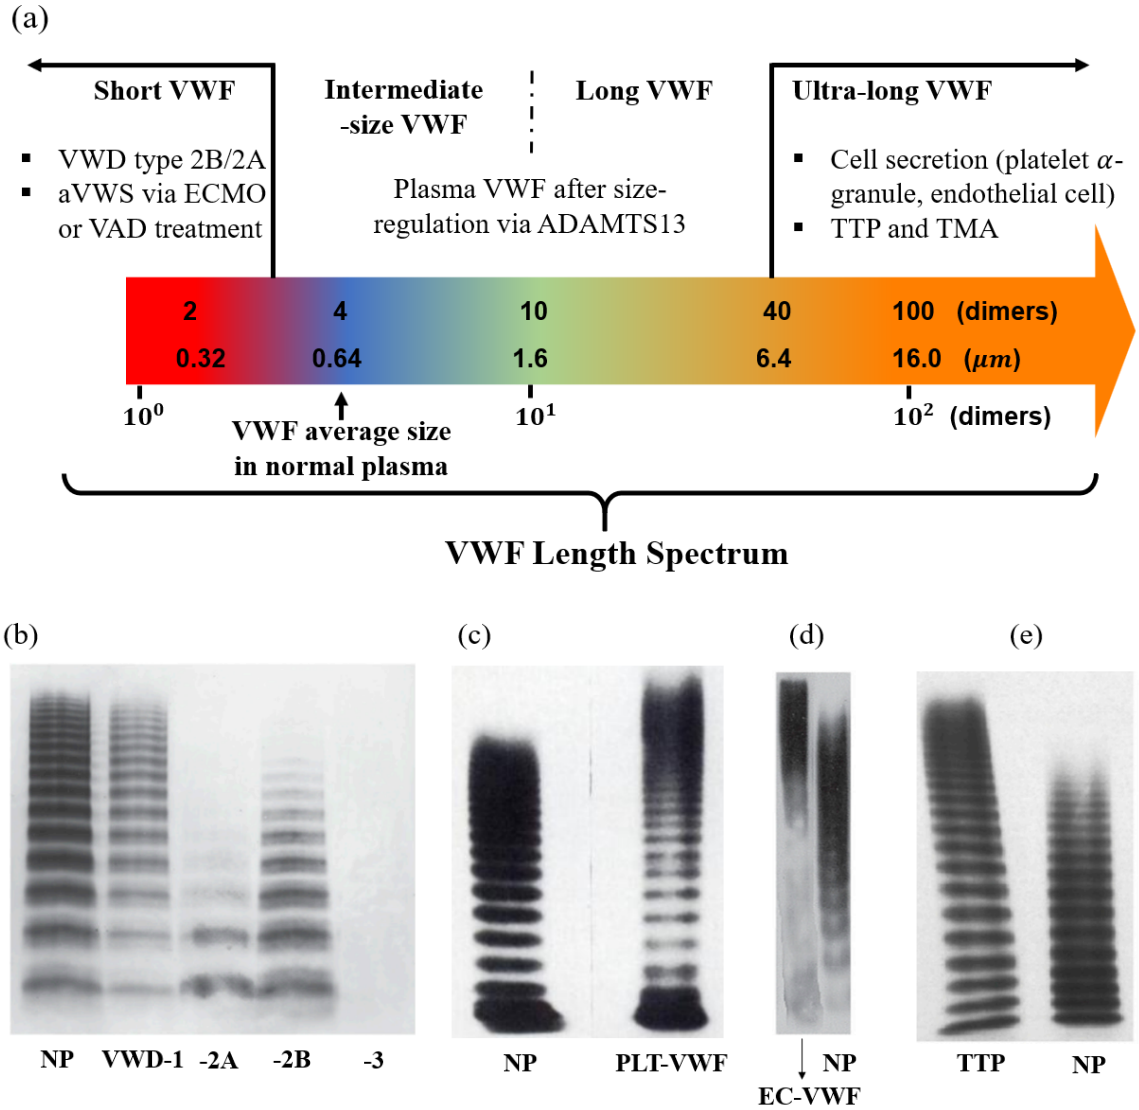 (a)
Short VWF
Intermediate
-size VWF
Long VWF
Ultra-long VWF
▪ VWD type 2B/2A
▪ aVWS via ECMO
or VAD treatment
Plasma VWF after size-
regulation via ADAMTS13
▪ Cell secretion (platelet α-
granule, endothelial cell)
▪ TTP and TMA
2 4 10 40 100 (dimers)
0.32 0.64 1.6 6.4 16.0 (μm)
10⁰ 10¹ 10² (dimers)
VWF average size
in normal plasma
VWF Length Spectrum
(b) (c) (d) (e)
NP VWD-1 -2A -2B -3
NP PLT-VWF
NP
EC-VWF
TTP NP